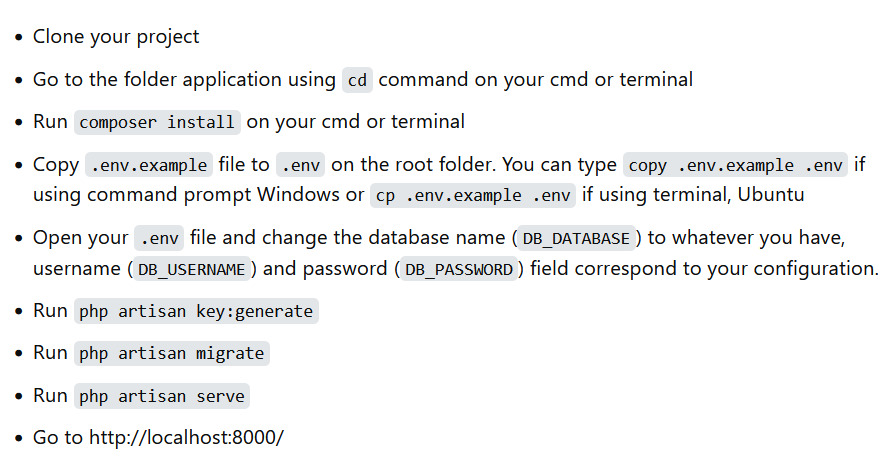 • Clone your project
• Go to the folder application using cd command on your cmd or terminal
• Run composer install on your cmd or terminal
• Copy .env.example file to .env on the root folder. You can type copy .env.example .env if
using command prompt Windows or cp .env.example .env if using terminal, Ubuntu
• Open your .env file and change the database name (DB_DATABASE) to whatever you have,
username (DB_USERNAME) and password (DB_PASSWORD) field correspond to your configuration.
• Run php artisan key:generate
• Run php artisan migrate
• Run php artisan serve
• Go to http://localhost:8000/